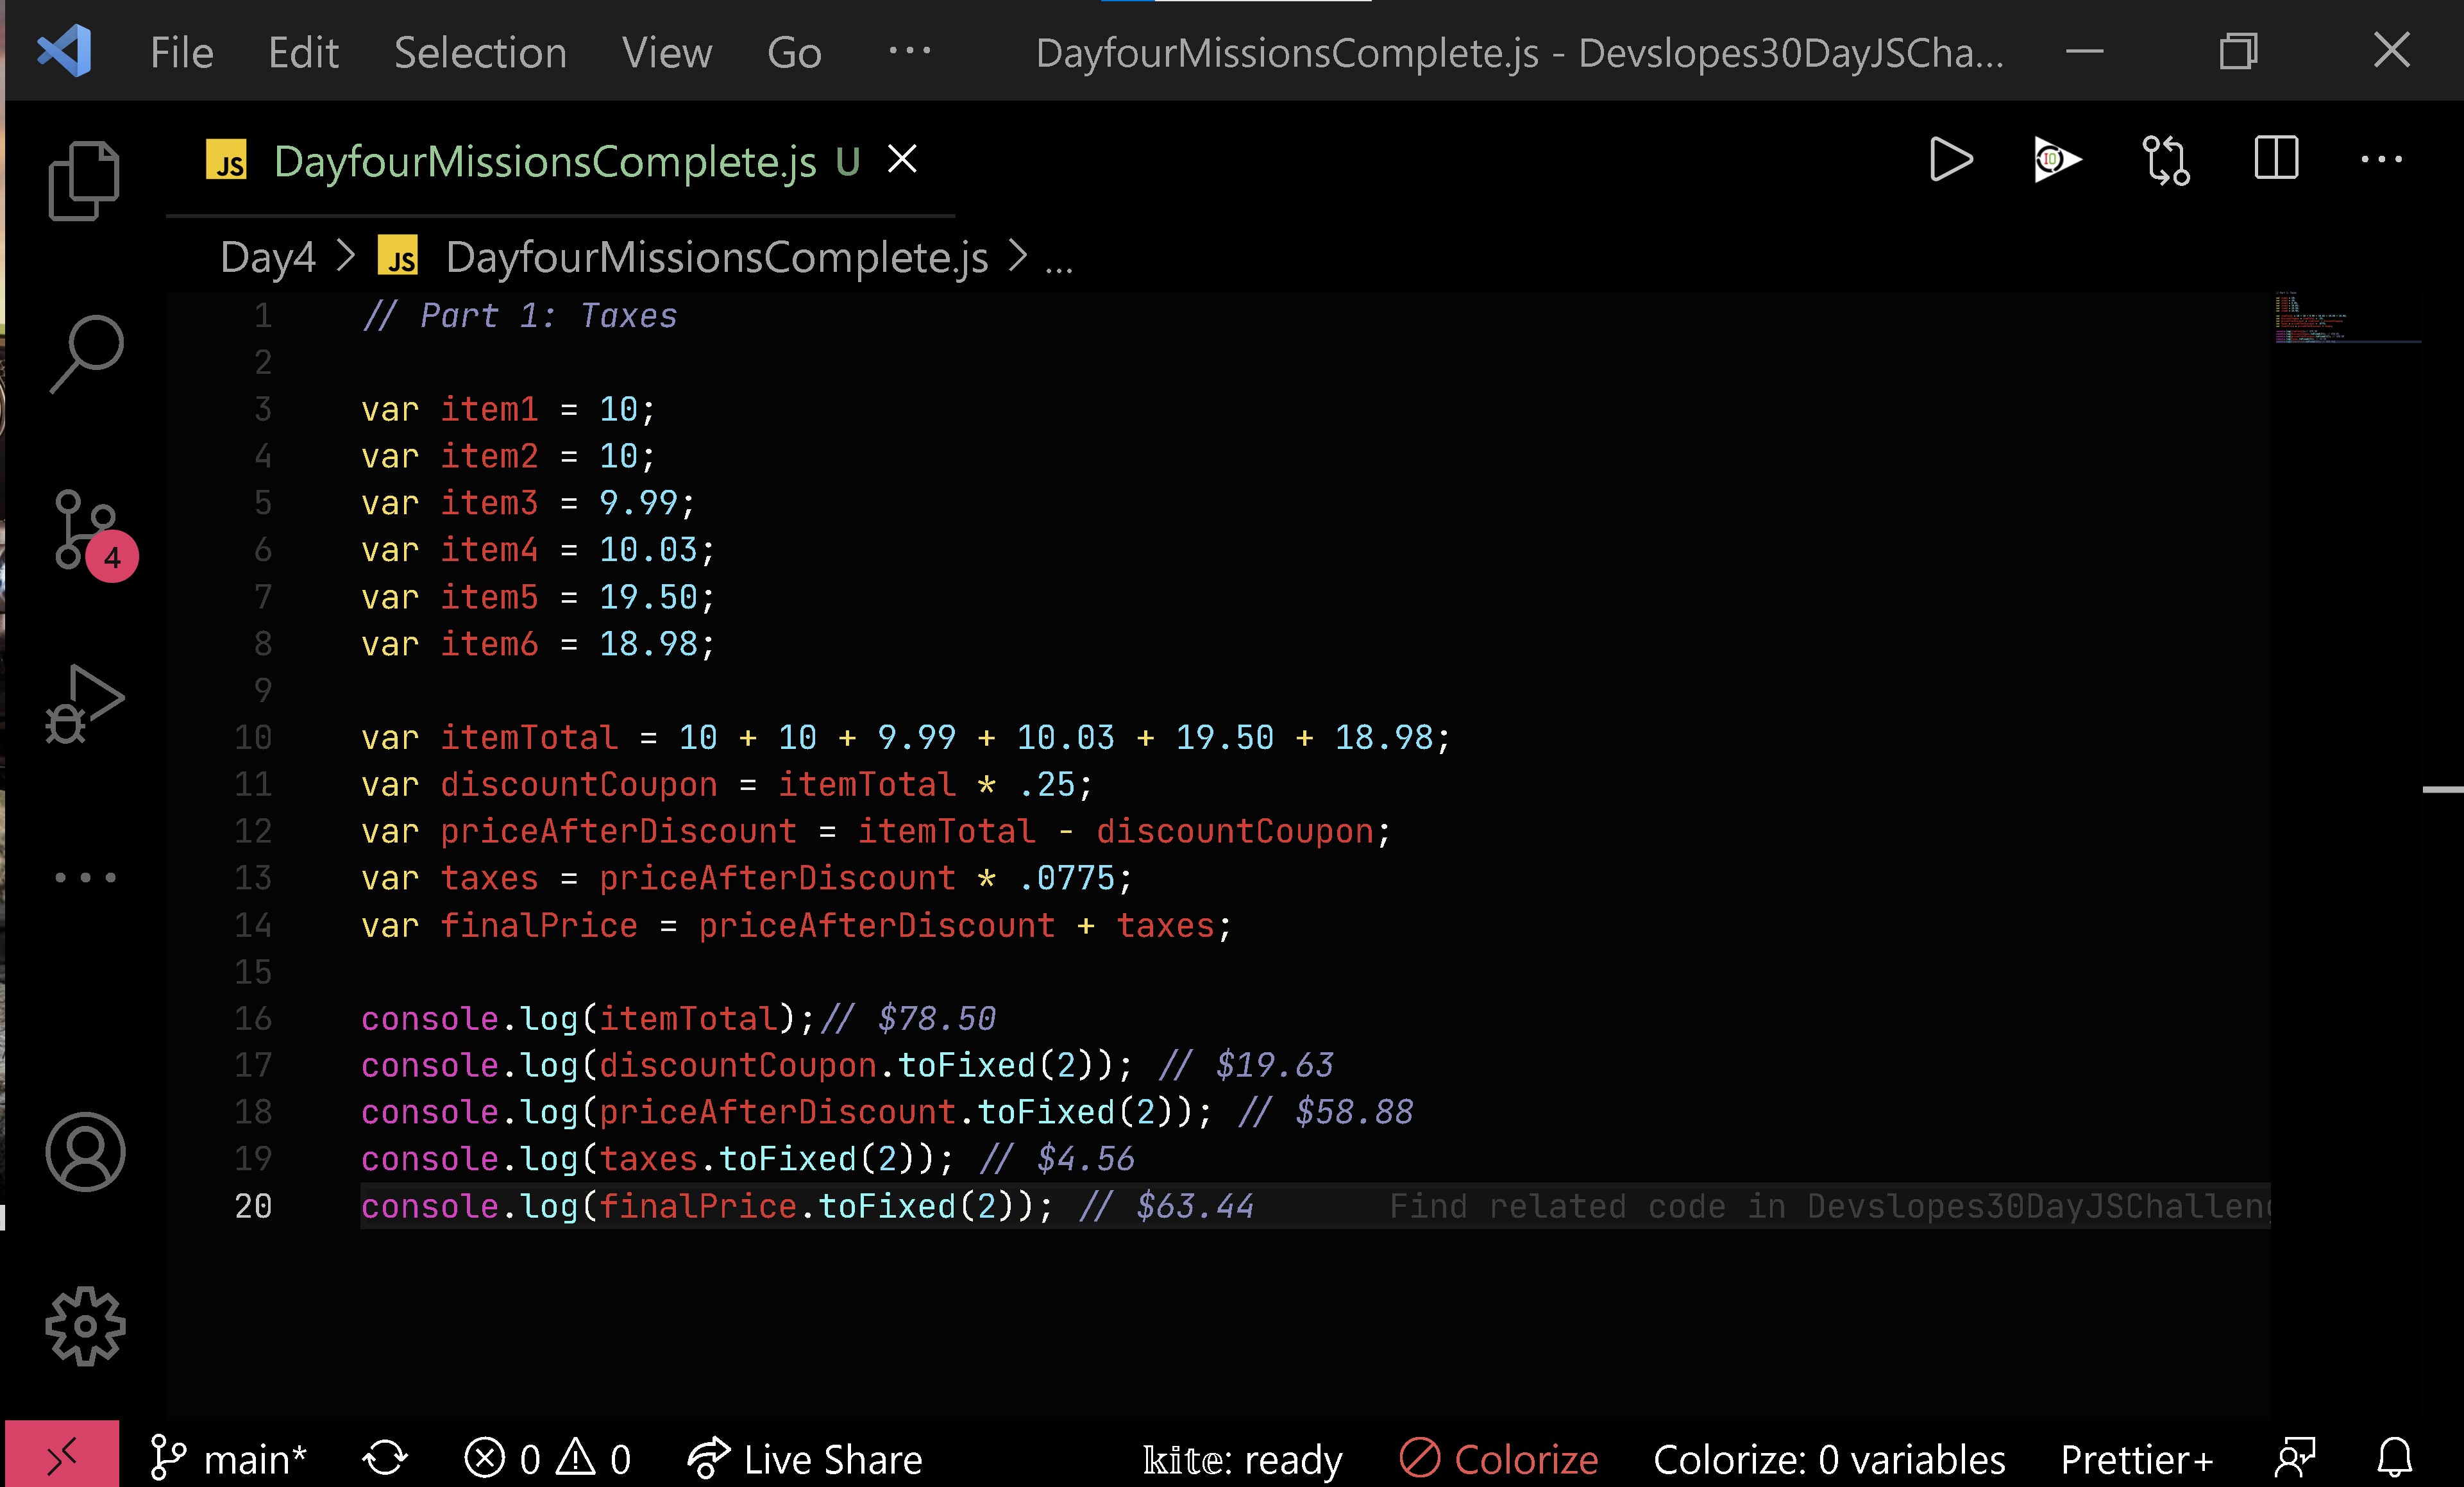 File Edit Selection View Go ··· DayfourMissionsComplete.js - Devslopes30DayJSCha...
JS DayfourMissionsComplete.js U
Day4 > JS DayfourMissionsComplete.js > ...
1 // Part 1: Taxes
2
3 var item1 = 10;
4 var item2 = 10;
5 var item3 = 9.99;
6 var item4 = 10.03;
7 var item5 = 19.50;
8 var item6 = 18.98;
9
10 var itemTotal = 10 + 10 + 9.99 + 10.03 + 19.50 + 18.98;
11 var discountCoupon = itemTotal * .25;
12 var priceAfterDiscount = itemTotal - discountCoupon;
13 var taxes = priceAfterDiscount * .0775;
14 var finalPrice = priceAfterDiscount + taxes;
15
16 console.log(itemTotal);// $78.50
17 console.log(discountCoupon.toFixed(2)); // $19.63
18 console.log(priceAfterDiscount.toFixed(2)); // $58.88
19 console.log(taxes.toFixed(2)); // $4.56
20 console.log(finalPrice.toFixed(2)); // $63.44 Find related code in Devslopes30DayJSChalleng
4
main* 0 0 Live Share kite: ready Colorize Colorize: 0 variables Prettier+